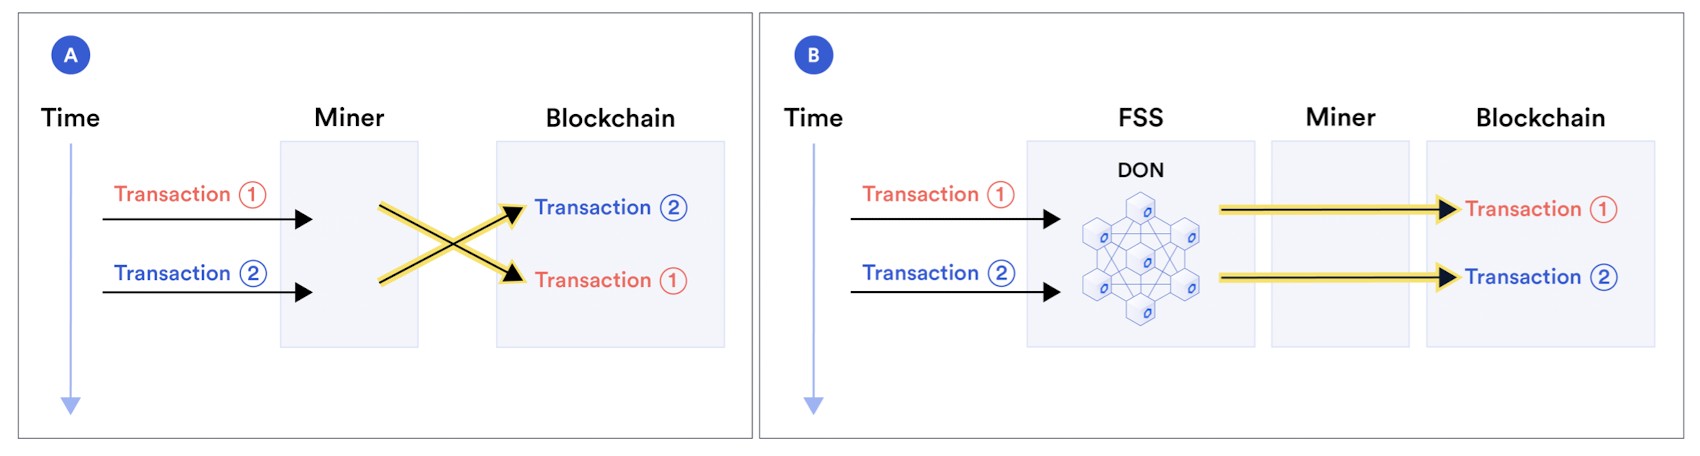 A
Time
Miner
Blockchain
Transaction 1
Transaction 2
Transaction 2
Transaction 1
B
Time
FSS
Miner
Blockchain
DON
Transaction 1
Transaction 1
Transaction 2
Transaction 2